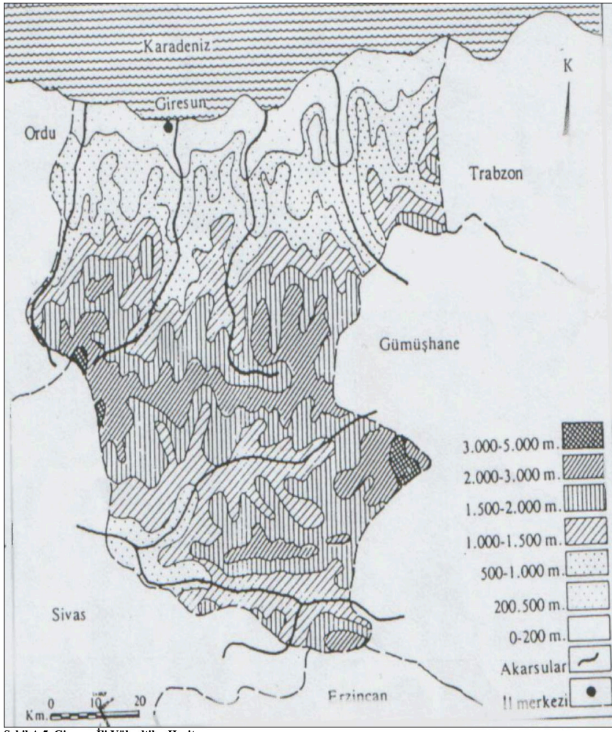 Karadeniz
Giresun
Ordu
K
Trabzon
Gümüşhane
3.000-5.000 m.
2.000-3.000 m.
1.500-2.000 m.
1.000-1.500 m.
500-1.000 m.
200.500 m.
0-200 m.
Akarsular
Il merkezi
Sivas
Erzincan
0 10 20
Km.